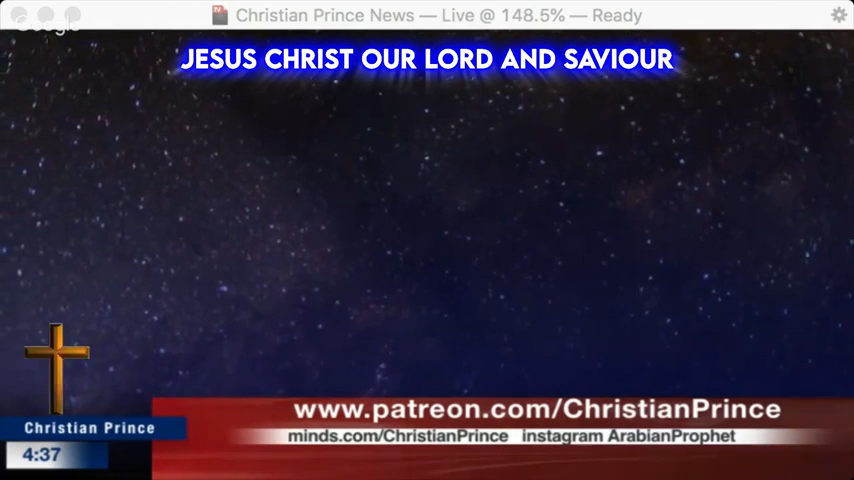 Christian Prince News — Live @ 148.5% — Ready
Google
JESUS CHRIST OUR LORD AND SAVIOUR
www.patreon.com/ChristianPrince
Christian Prince
minds.com/ChristianPrince instagram ArabianProphet
4:37